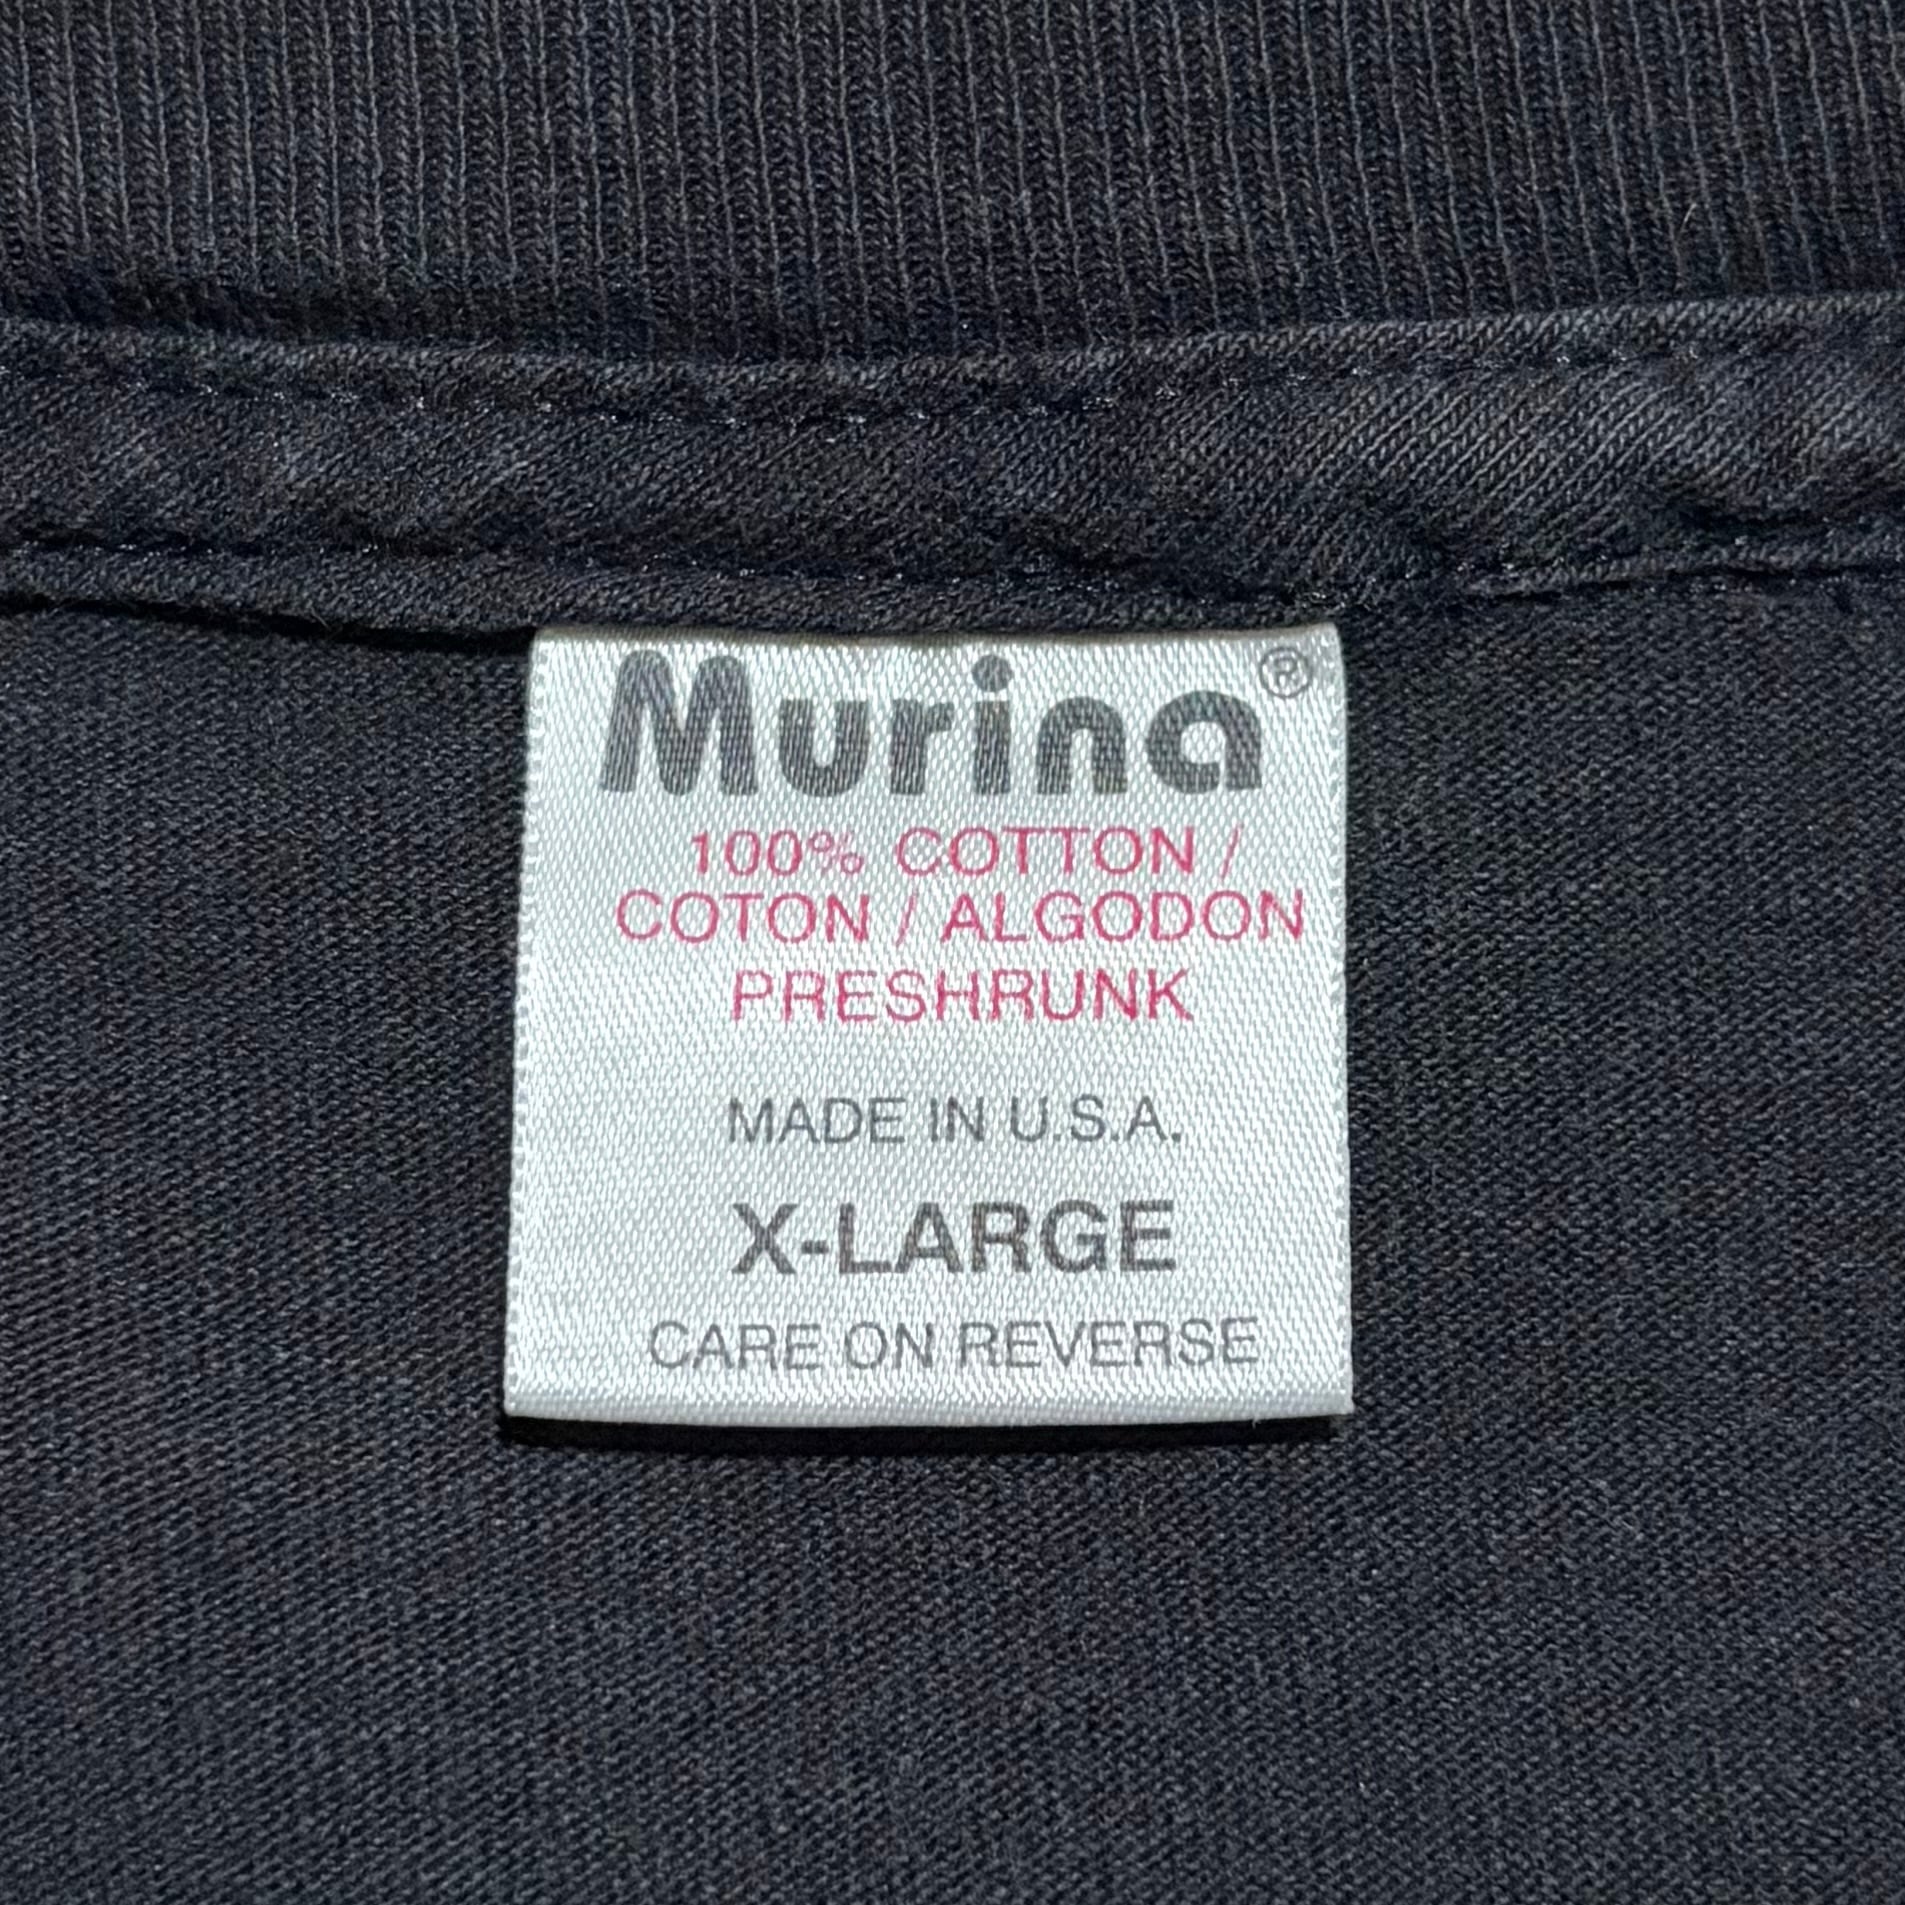 Murina®
100% COTTON /
COTON / ALGODON
PRESHRUNK
MADE IN U.S.A.
X-LARGE
CARE ON REVERSE